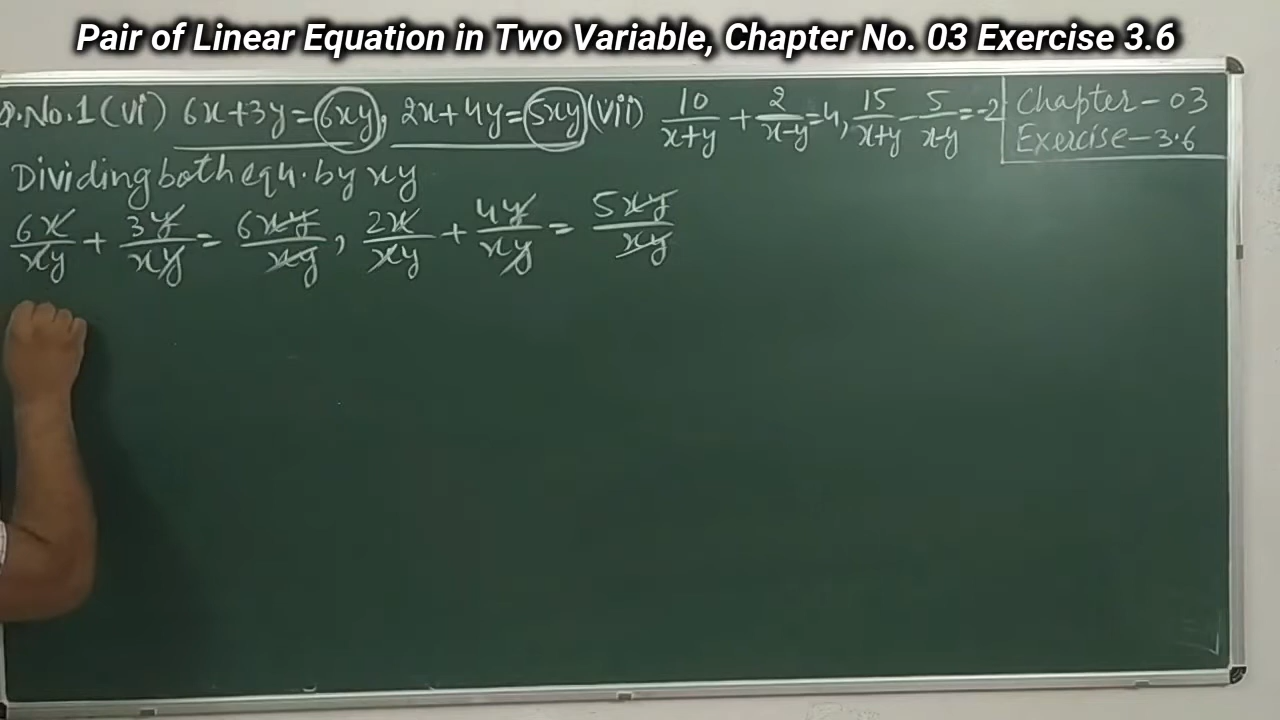 Pair of Linear Equation in Two Variable, Chapter No. 03 Exercise 3.6
Q.No.1(vi) 6x+3y=6xy, 2x+4y=5xy (vii) 10/(x+y) + 2/(x-y)=4, 15/(x+y) - 5/(x-y)=-2
Chapter-03
Exercise-3.6
Dividing both equ. by xy
6x/xy + 3y/xy = 6xy/xy, 2x/xy + 4y/xy = 5xy/xy